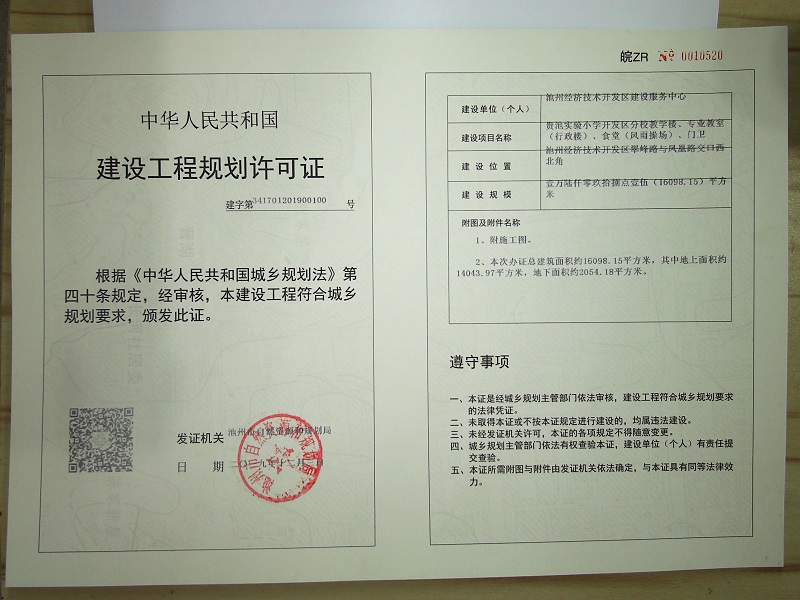 中华人民共和国
建设工程规划许可证
建字第341701201900100 号
根据《中华人民共和国城乡规划法》第
四十条规定，经审核，本建设工程符合城乡
规划要求，颁发此证。
发证机关 池州市自然资源和规划局
日 期
皖ZR № 0010520
建设单位（个人） 池州经济技术开发区建设服务中心
建设项目名称 贵池实验小学开发区分校教学楼、专业教室
（行政楼）、食堂（风雨操场）、门卫
建设位置 池州经济技术开发区翠峰路与凤凰路交口西
北角
建设规模 壹万陆仟零玖拾捌点壹伍（16098.15）平方
米
附图及附件名称
1、附施工图。
2、本次办证总建筑面积约16098.15平方米，其中地上面积约
14043.97平方米，地下面积约2054.18平方米。
遵守事项
一、本证是经城乡规划主管部门依法审核，建设工程符合城乡规划要求
的法律凭证。
二、未取得本证或不按本证规定进行建设的，均属违法建设。
三、未经发证机关许可，本证的各项规定不得随意变更。
四、城乡规划主管部门依法有权查验本证，建设单位（个人）有责任提
交查验。
五、本证所需附图与附件由发证机关依法确定，与本证具有同等法律效
力。